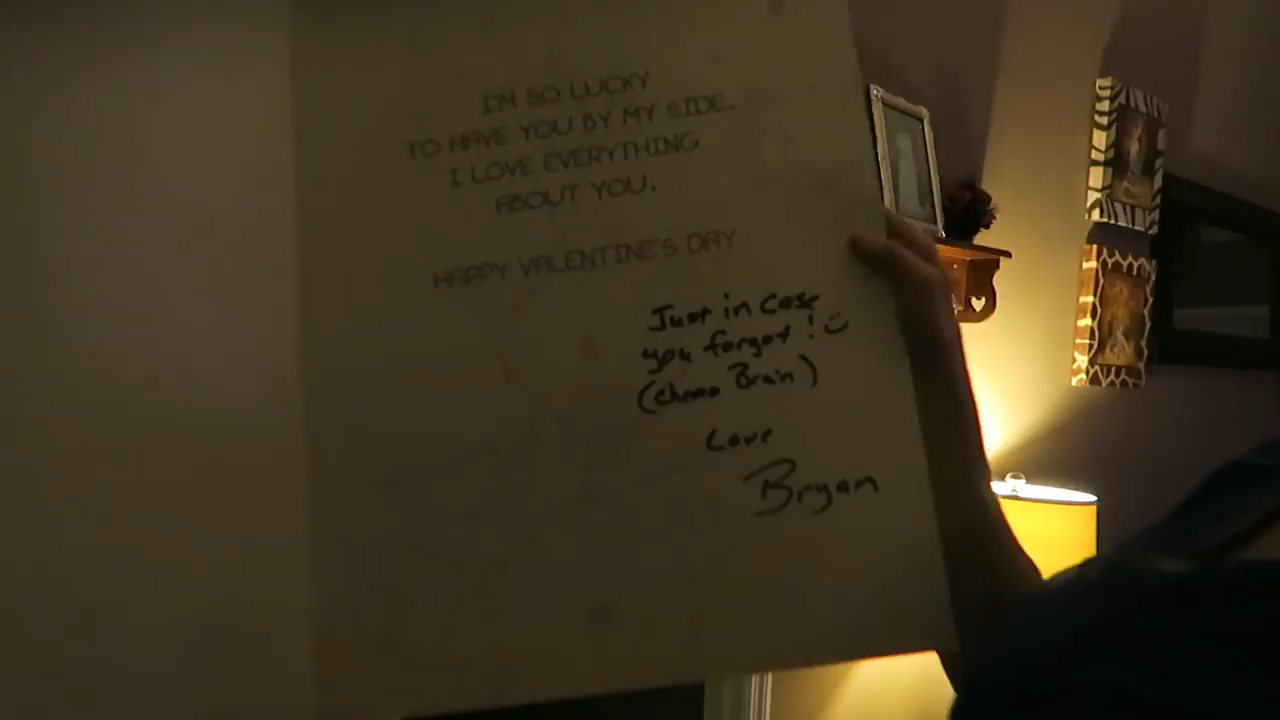 I'M SO LUCKY
TO HAVE YOU BY MY SIDE.
I LOVE EVERYTHING
ABOUT YOU.
HAPPY VALENTINE'S DAY
Just in case
you forgot!
(Chemo Brain)
Love
Bryan